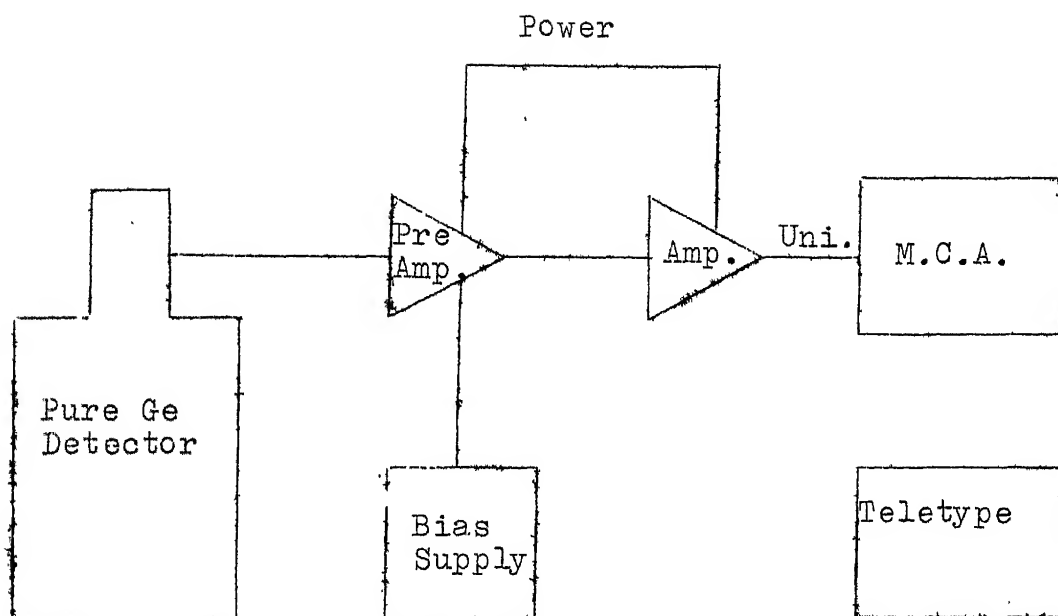 Power
Pre
Amp.
Amp.
Uni.
M.C.A.
Pure Ge
Detector
Bias
Supply
Teletype